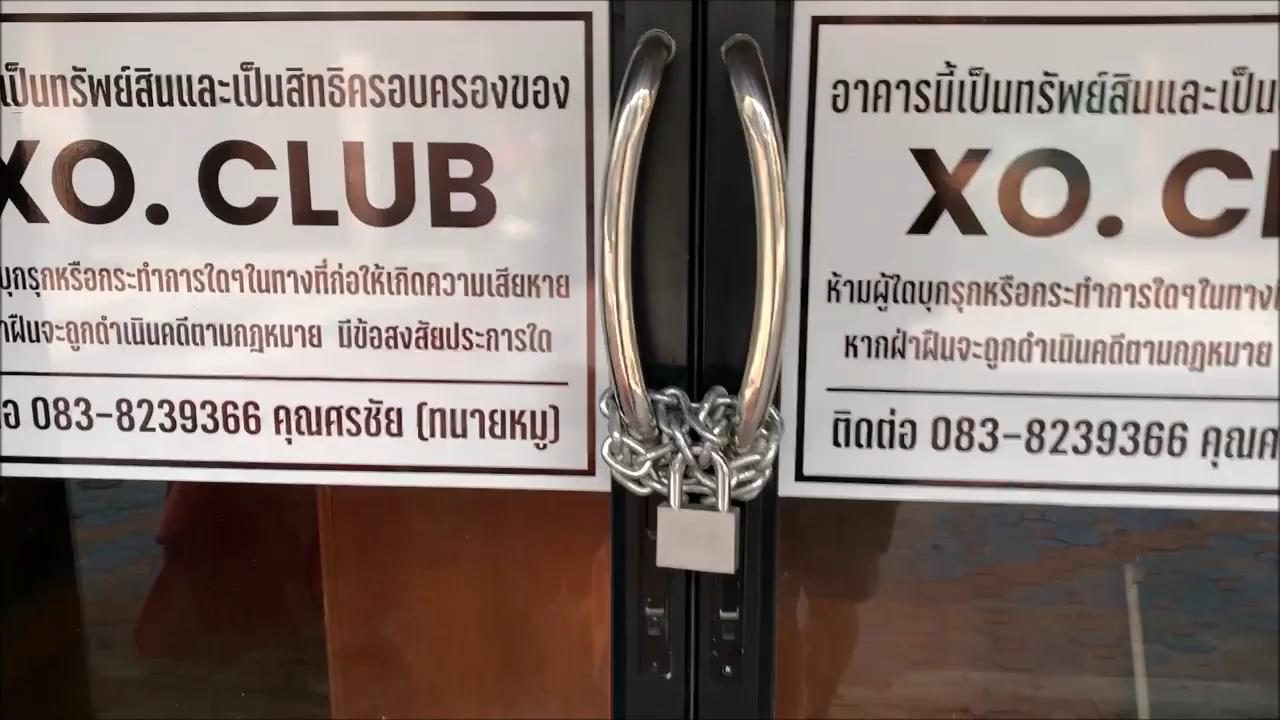 เป็นทรัพย์สินและเป็นสิทธิครอบครองของ
XO. CLUB
บุกรุกหรือกระทำการใดๆในทางที่ก่อให้เกิดความเสียหาย
ฝ่าฝืนจะถูกดำเนินคดีตามกฎหมาย มีข้อสงสัยประการใด
083-8239366 คุณศรชัย (ทนายหมู)
อาคารนี้เป็นทรัพย์สินและเป็น
XO. CL
ห้ามผู้ใดบุกรุกหรือกระทำการใดๆในทาง
หากฝ่าฝืนจะถูกดำเนินคดีตามกฎหมาย
ติดต่อ 083-8239366 คุณศ